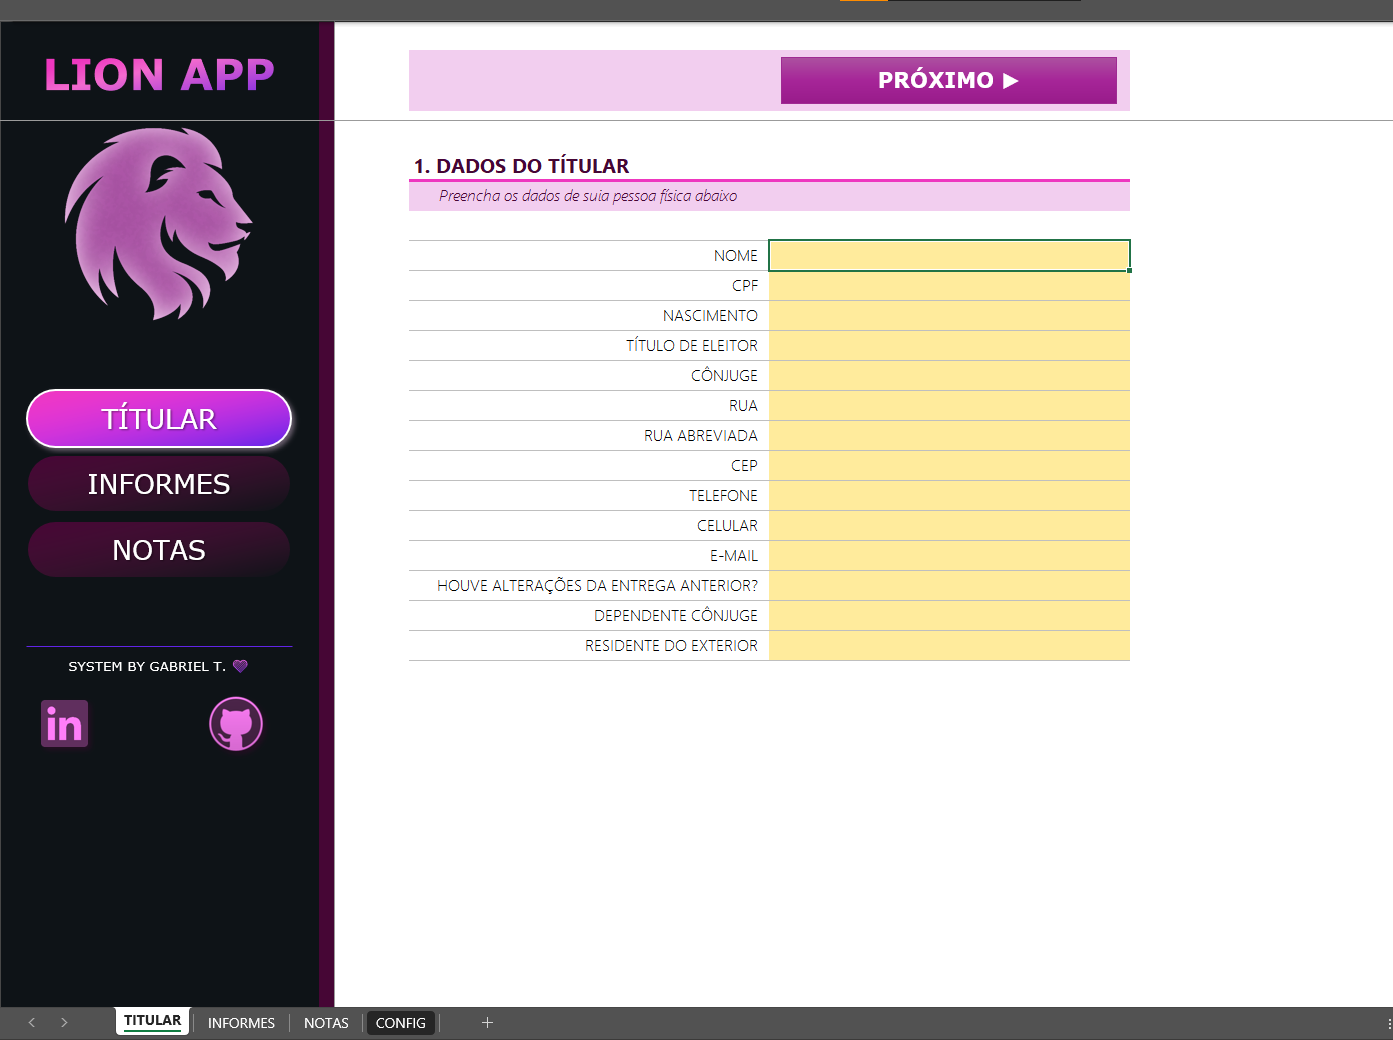 LION APP
PRÓXIMO ▶
1. DADOS DO TÍTULAR
Preencha os dados de suia pessoa física abaixo
NOME
CPF
NASCIMENTO
TÍTULO DE ELEITOR
CÔNJUGE
RUA
RUA ABREVIADA
CEP
TELEFONE
CELULAR
E-MAIL
HOUVE ALTERAÇÕES DA ENTREGA ANTERIOR?
DEPENDENTE CÔNJUGE
RESIDENTE DO EXTERIOR
TÍTULAR
INFORMES
NOTAS
SYSTEM BY GABRIEL T. 💜
in
TITULAR INFORMES NOTAS CONFIG +